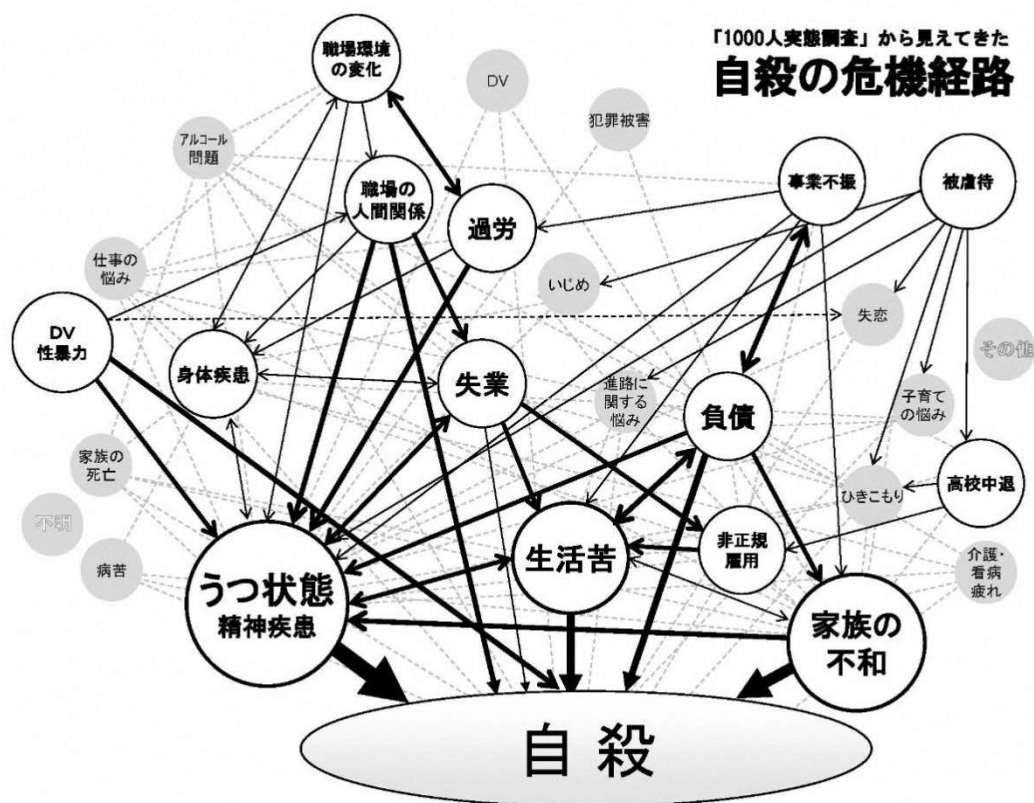 「1000人実態調査」から見えてきた
自殺の危機経路
職場環境
の変化
DV
犯罪被害
アルコール
問題
職場の
人間関係
過労
事業不振
被虐待
仕事の
悩み
いじめ
失恋
DV
性暴力
その他
身体疾患
失業
進路に
関する
悩み
負債
子育て
の悩み
家族の
死亡
ひきこもり
高校中退
不明
病苦
うつ状態
精神疾患
生活苦
非正規
雇用
介護・
看病
疲れ
家族の
不和
自殺